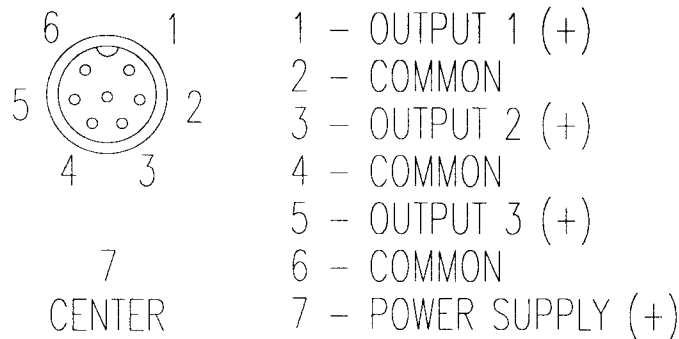 6 1
5 2
4 3
7
CENTER
1 – OUTPUT 1 (+)
2 – COMMON
3 – OUTPUT 2 (+)
4 – COMMON
5 – OUTPUT 3 (+)
6 – COMMON
7 – POWER SUPPLY (+)